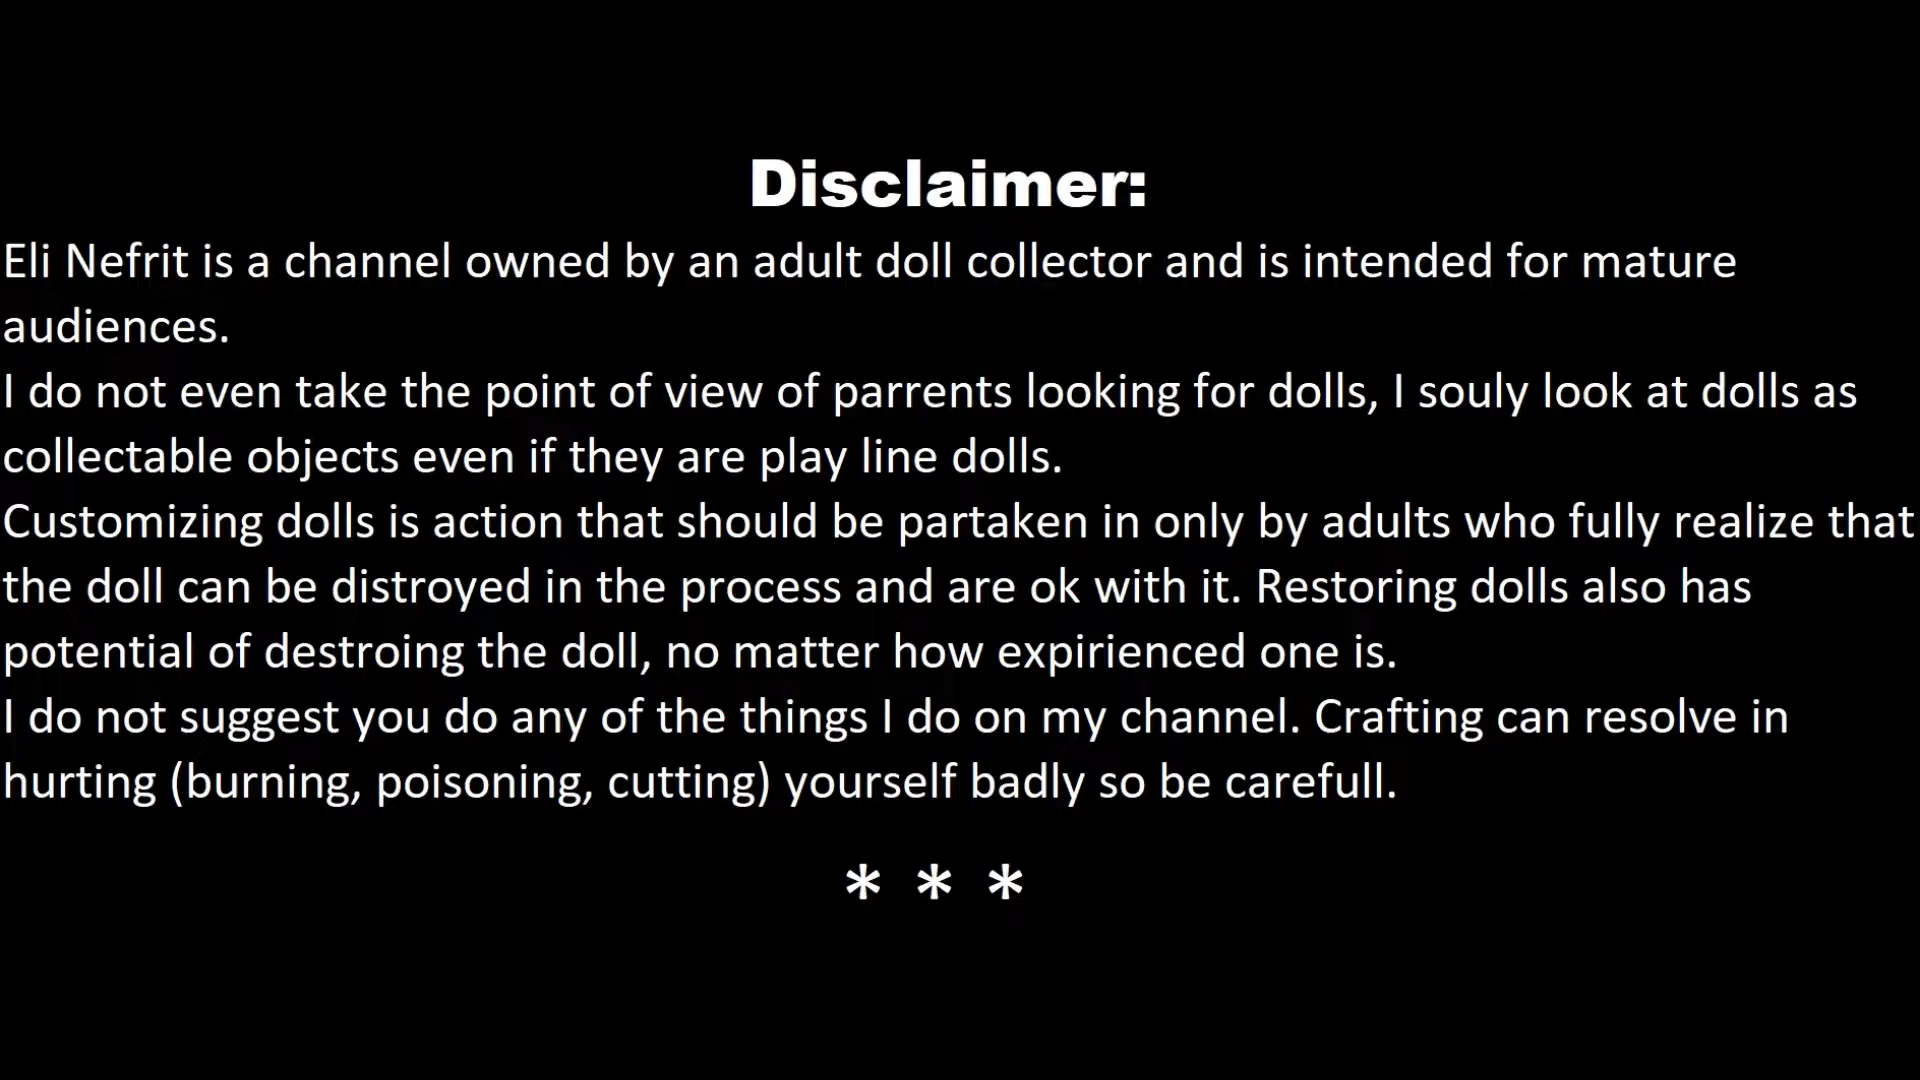 Disclaimer:
Eli Nefrit is a channel owned by an adult doll collector and is intended for mature
audiences.
I do not even take the point of view of parrents looking for dolls, I souly look at dolls as
collectable objects even if they are play line dolls.
Customizing dolls is action that should be partaken in only by adults who fully realize that
the doll can be distroyed in the process and are ok with it. Restoring dolls also has
potential of destroing the doll, no matter how expirienced one is.
I do not suggest you do any of the things I do on my channel. Crafting can resolve in
hurting (burning, poisoning, cutting) yourself badly so be carefull.
* * *